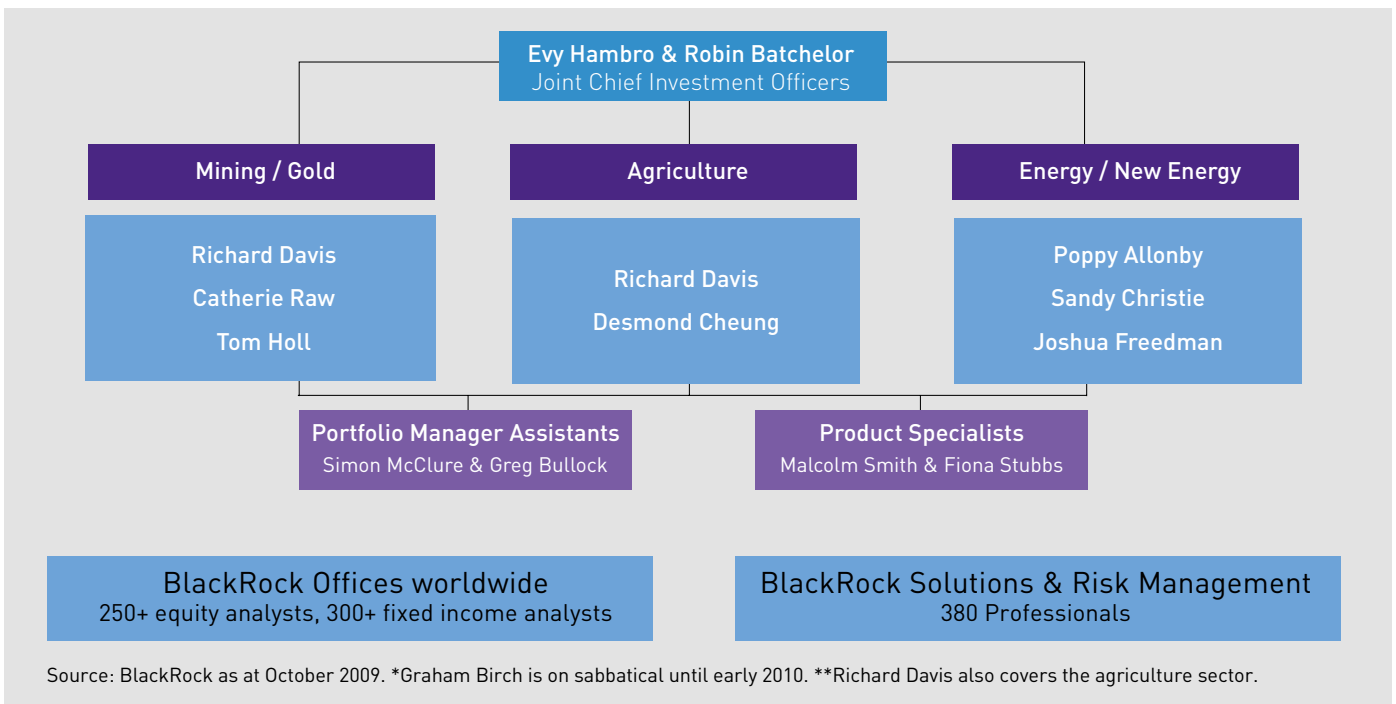 Evy Hambro & Robin Batchelor
Joint Chief Investment Officers
Mining / Gold
Agriculture
Energy / New Energy
Richard Davis
Catherie Raw
Tom Holl
Richard Davis
Desmond Cheung
Poppy Allonby
Sandy Christie
Joshua Freedman
Portfolio Manager Assistants
Simon McClure & Greg Bullock
Product Specialists
Malcolm Smith & Fiona Stubbs
BlackRock Offices worldwide
250+ equity analysts, 300+ fixed income analysts
BlackRock Solutions & Risk Management
380 Professionals
Source: BlackRock as at October 2009. *Graham Birch is on sabbatical until early 2010. **Richard Davis also covers the agriculture sector.